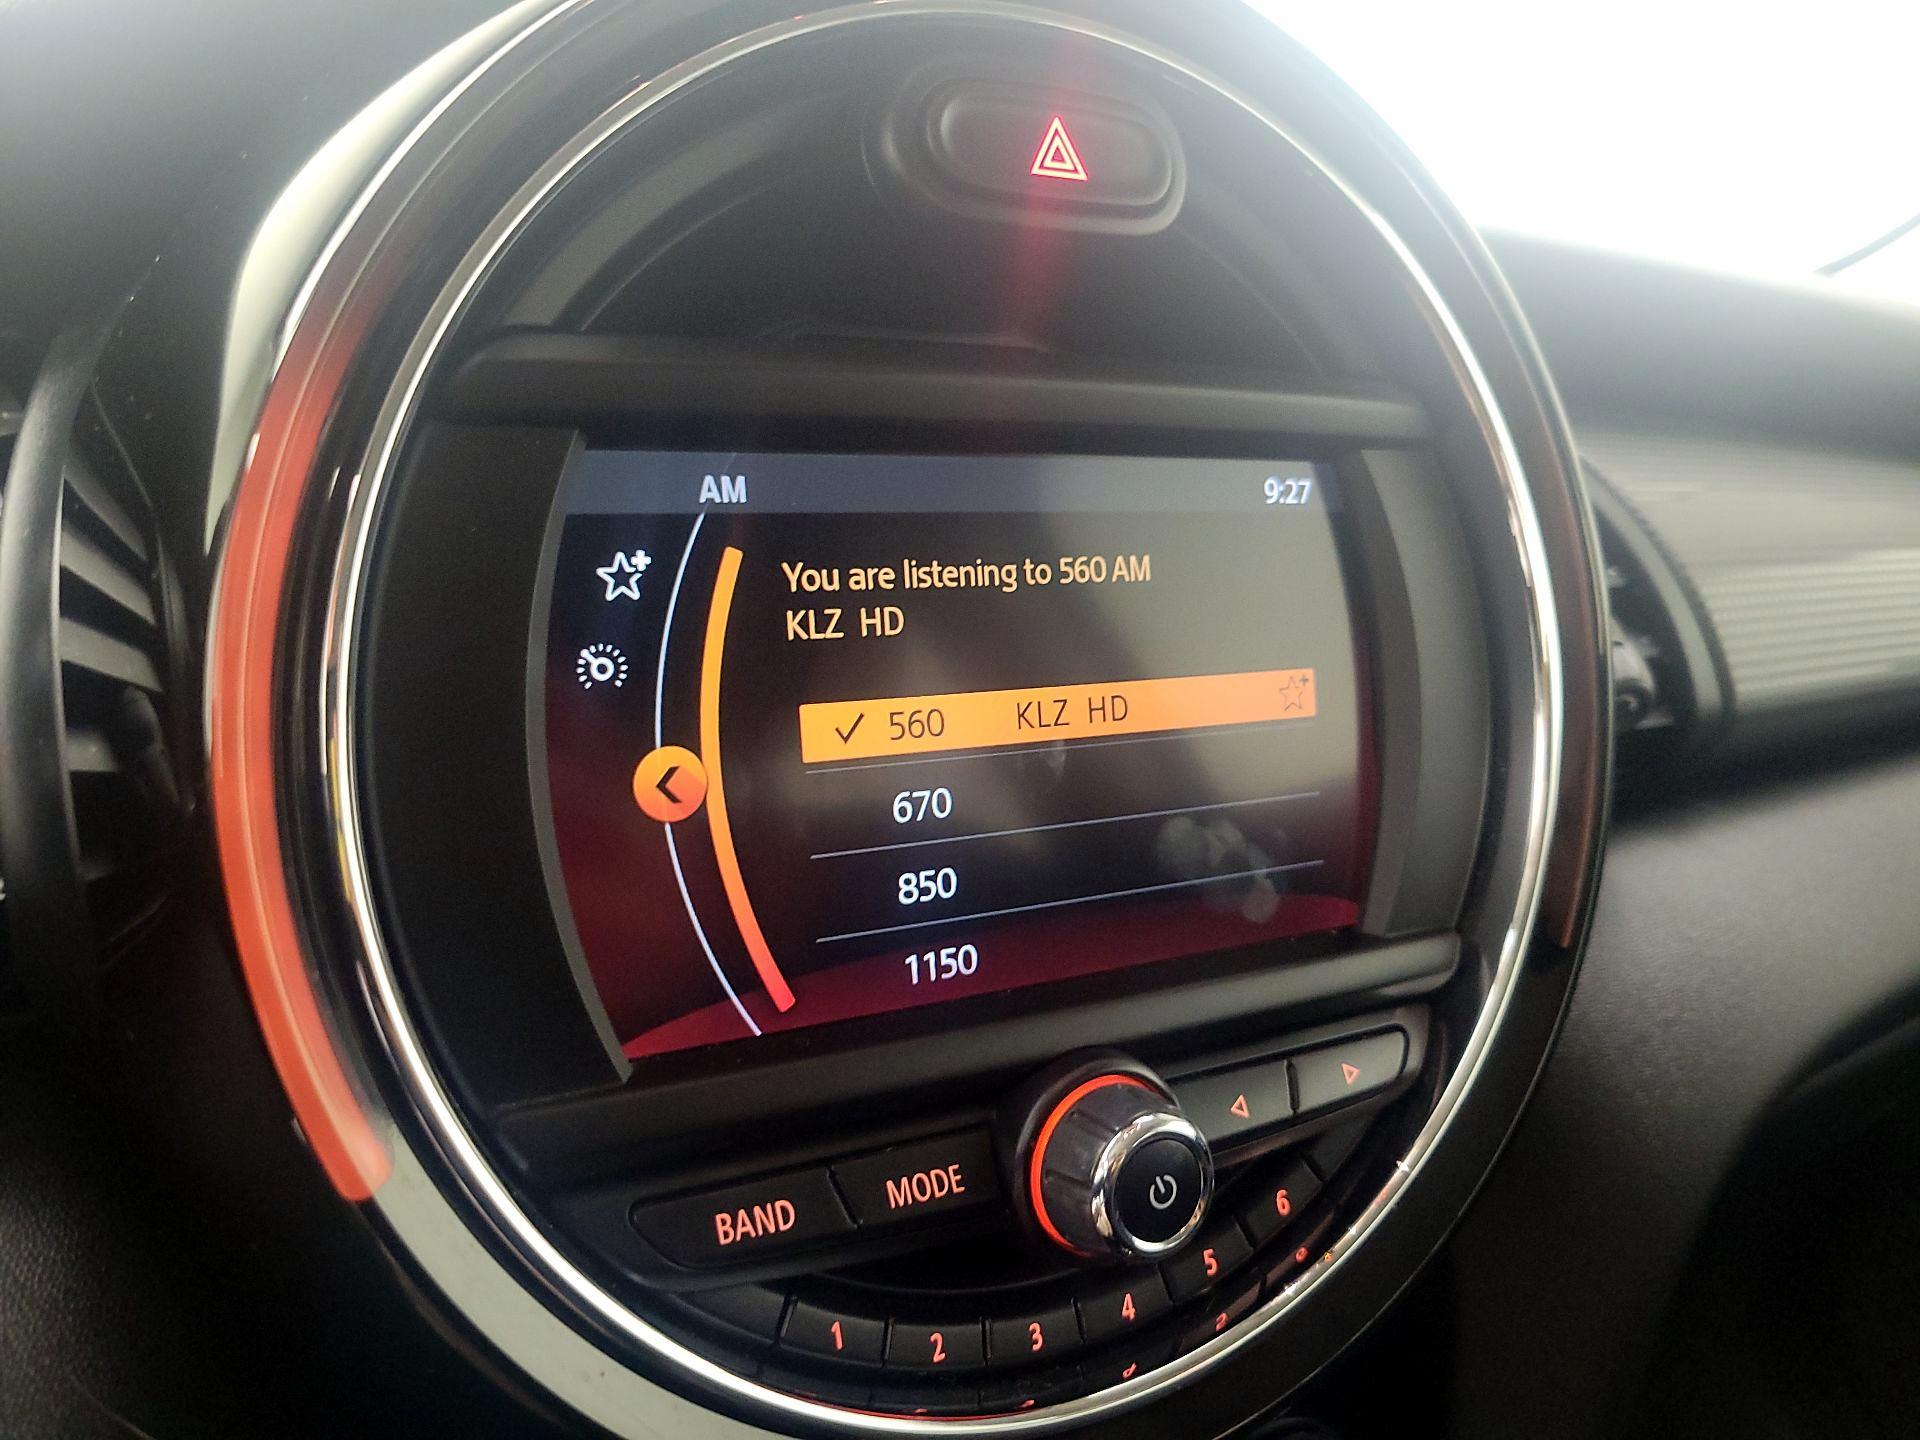 AM 9:27
You are listening to 560 AM
KLZ HD
560 KLZ HD
670
850
1150
BAND MODE
1 2 3 4 5 6